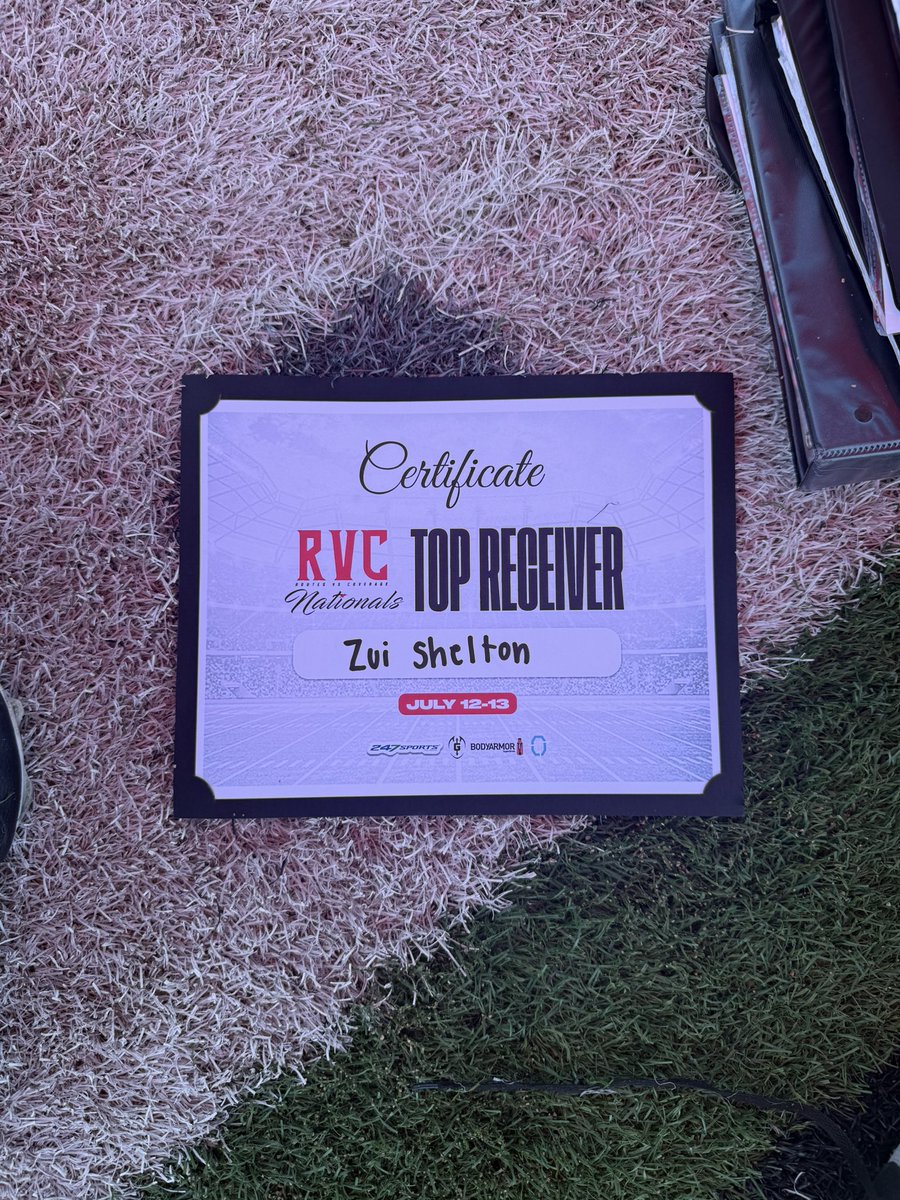 Certificate
RVC
ROUTES VS COVERAGE
Nationals
TOP RECEIVER
Zui Shelton
JULY 12-13
247SPORTS
G
BODYARMOR